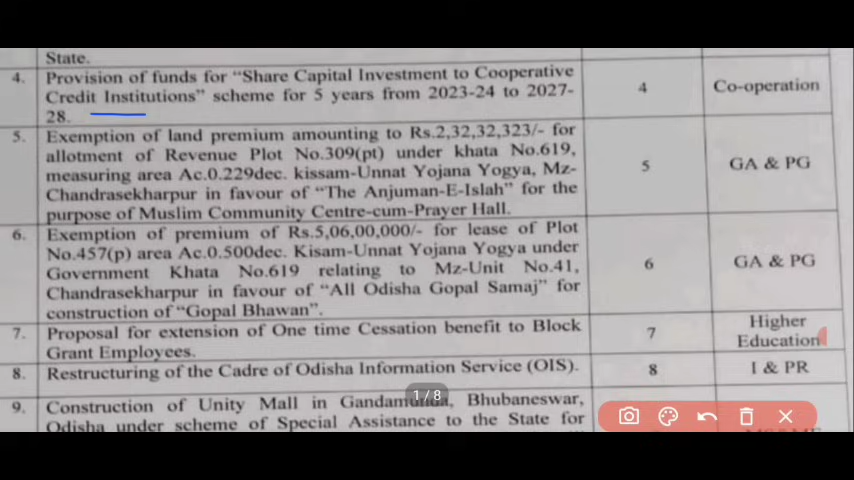 State.
4. Provision of funds for "Share Capital Investment to Cooperative 4 Co-operation
Credit Institutions" scheme for 5 years from 2023-24 to 2027-
28.
5. Exemption of land premium amounting to Rs.2,32,32,323/- for
allotment of Revenue Plot No.309(pt) under khata No.619,
measuring area Ac.0.229dec. kissam-Unnat Yojana Yogya, Mz- 5 GA & PG
Chandrasekharpur in favour of "The Anjuman-E-Islah" for the
purpose of Muslim Community Centre-cum-Prayer Hall.
6. Exemption of premium of Rs.5,06,00,000/- for lease of Plot
No.457(p) area Ac.0.500dec. Kisam-Unnat Yojana Yogya under
Government Khata No.619 relating to Mz-Unit No.41, 6 GA & PG
Chandrasekharpur in favour of "All Odisha Gopal Samaj" for
construction of "Gopal Bhawan".
7. Proposal for extension of One time Cessation benefit to Block 7 Higher
Grant Employees. Education
8. Restructuring of the Cadre of Odisha Information Service (OIS). 8 I & PR
1 / 8
9. Construction of Unity Mall in Gandamunda, Bhubaneswar,
Odisha under scheme of Special Assistance to the State for